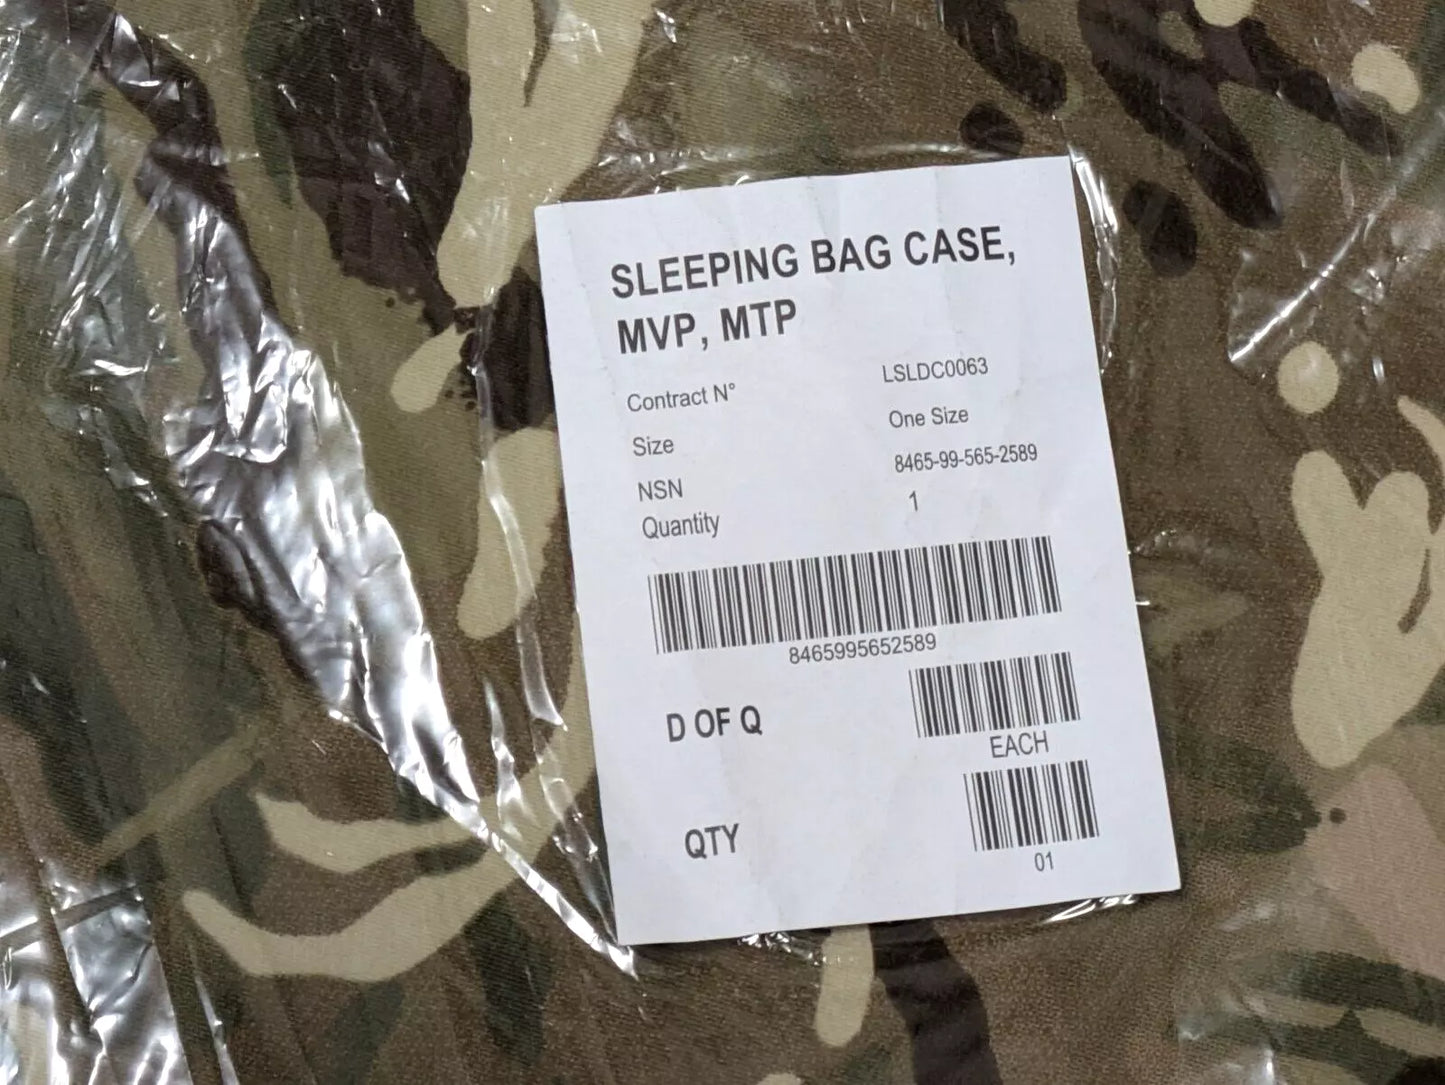 SLEEPING BAG CASE,
MVP, MTP
Contract N° LSLDC0063
Size One Size
NSN 8465-99-565-2589
Quantity 1
8465995652589
D OF Q
EACH
QTY
01